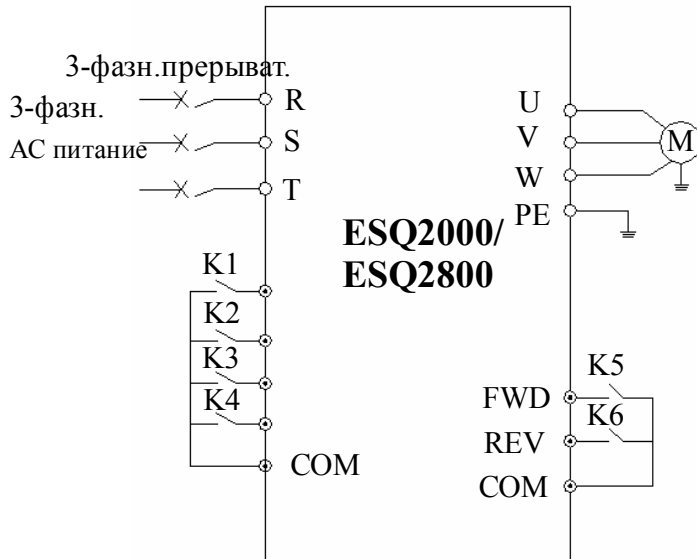 3-фазн.прерыват.
3-фазн.
АС питание
R
S
T
U
V
W
PE
M
ESQ2000/
ESQ2800
K1
K2
K3
K4
COM
K5
FWD
K6
REV
COM